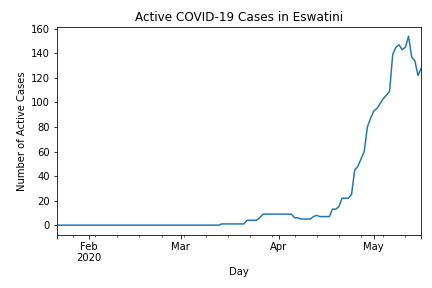 Active COVID-19 Cases in Eswatini
160
140
120
100
80
60
40
20
0
Number of Active Cases
Feb
2020
Mar
Apr
May
Day